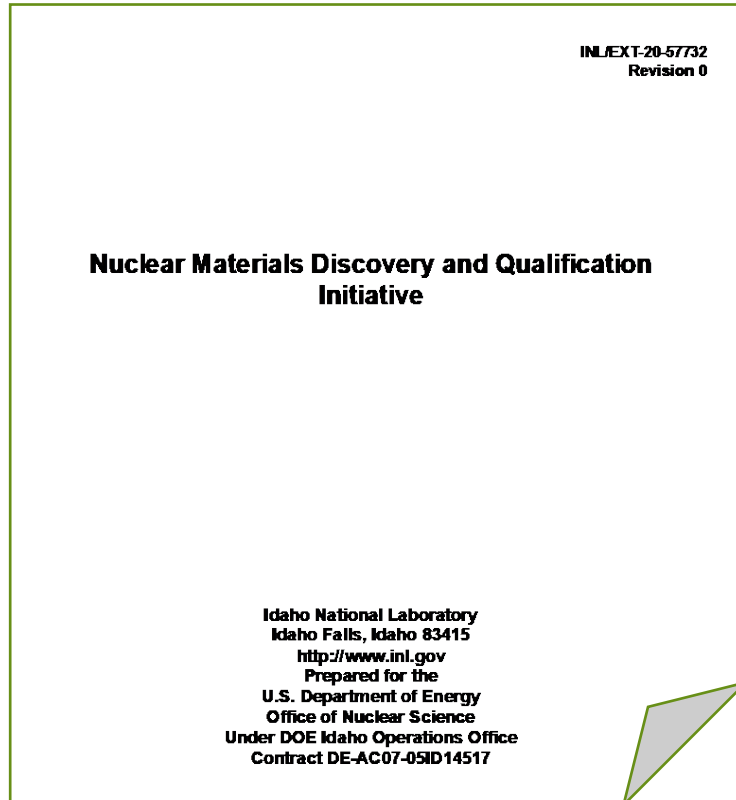 INL/EXT-20-57732
Revision 0
Nuclear Materials Discovery and Qualification
Initiative
Idaho National Laboratory
Idaho Falls, Idaho 83415
http://www.inl.gov
Prepared for the
U.S. Department of Energy
Office of Nuclear Science
Under DOE Idaho Operations Office
Contract DE-AC07-05ID14517